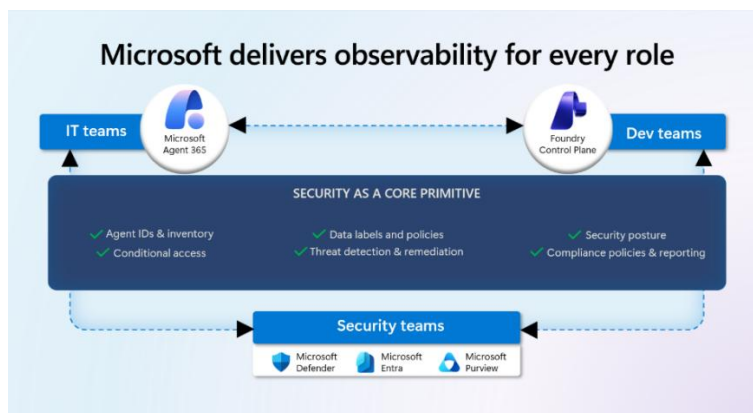 Microsoft delivers observability for every role
IT teams
Microsoft
Agent 365
Foundry
Control Plane
Dev teams
SECURITY AS A CORE PRIMITIVE
Agent IDs & inventory
Data labels and policies
Security posture
Conditional access
Threat detection & remediation
Compliance policies & reporting
Security teams
Microsoft
Defender
Microsoft
Entra
Microsoft
Purview